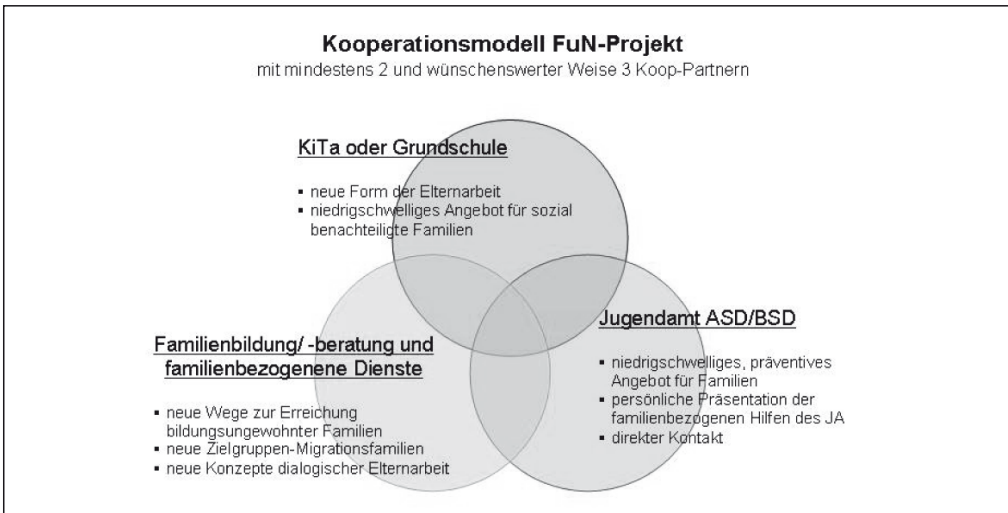 Kooperationsmodell FuN-Projekt
mit mindestens 2 und wünschenswerter Weise 3 Koop-Partnern
KiTa oder Grundschule
▪ neue Form der Elternarbeit
▪ niedrigschwelliges Angebot für sozial
benachteiligte Familien
Familienbildung/ -beratung und
familienbezogenene Dienste
▪ neue Wege zur Erreichung
bildungsungewohnter Familien
▪ neue Zielgruppen-Migrationsfamilien
▪ neue Konzepte dialogischer Elternarbeit
Jugendamt ASD/BSD
▪ niedrigschwelliges, präventives
Angebot für Familien
▪ persönliche Präsentation der
familienbezogenen Hilfen des JA
▪ direkter Kontakt